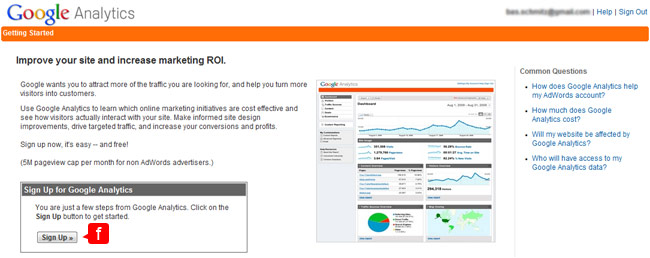 Google Analytics
| Help | Sign Out
Getting Started
Improve your site and increase marketing ROI.
Google wants you to attract more of the traffic you are looking for, and help you turn more
visitors into customers.
Use Google Analytics to learn which online marketing initiatives are cost effective and
see how visitors actually interact with your site. Make informed site design
improvements, drive targeted traffic, and increase your conversions and profits.
Sign up now, it's easy -- and free!
(5M pageview cap per month for non AdWords advertisers.)
Sign Up for Google Analytics
You are just a few steps from Google Analytics. Click on the
Sign Up button to get started.
Sign Up »
f
Google Analytics
Dashboard
Common Questions
How does Google Analytics help
my AdWords account?
How much does Google
Analytics cost?
Will my website be affected by
Google Analytics?
Who will have access to my
Google Analytics data?